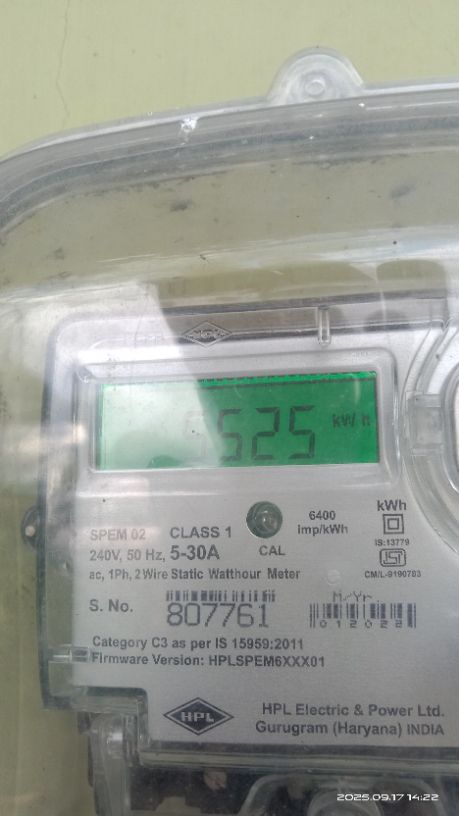 5525 kWh
6400
imp/kWh
kWh
IS:13779
CM/L-9190783
SPEM 02 CLASS 1
240V, 50 Hz, 5-30A
CAL
ac, 1Ph, 2 Wire Static Watthour Meter
S. No. 807761
M/Yr.
012022
Category C3 as per IS 15959:2011
Firmware Version: HPLSPEM6XXX01
HPL
HPL Electric & Power Ltd.
Gurugram (Haryana) INDIA
2025.09.17 14:22